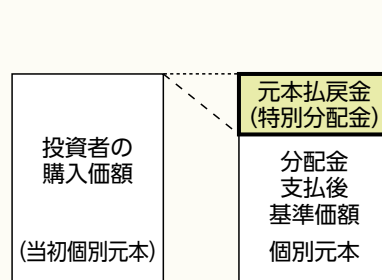 投資者の
購入価額
(当初個別元本)
元本払戻金
(特別分配金)
分配金
支払後
基準価額
個別元本